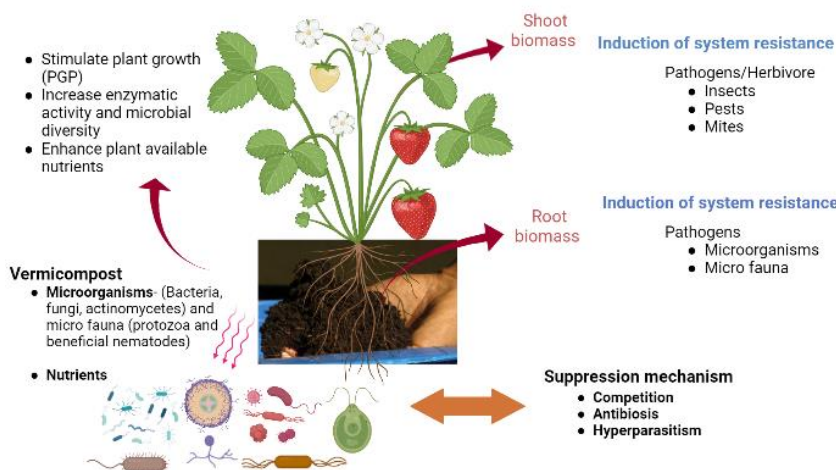 • Stimulate plant growth
(PGP)
• Increase enzymatic
activity and microbial
diversity
• Enhance plant available
nutrients
Shoot
biomass
Induction of system resistance
Pathogens/Herbivore
• Insects
• Pests
• Mites
Root
biomass
Induction of system resistance
Pathogens
• Microorganisms
• Micro fauna
Vermicompost
• Microorganisms- (Bacteria,
fungi, actinomycetes) and
micro fauna (protozoa and
beneficial nematodes)
• Nutrients
Suppression mechanism
• Competition
• Antibiosis
• Hyperparasitism